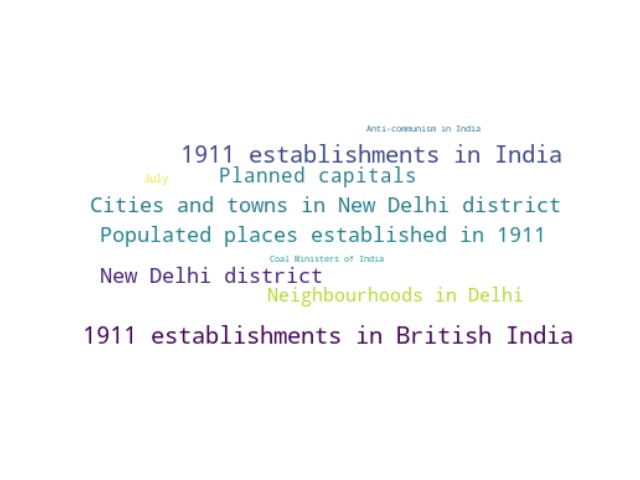 Anti-communism in India
1911 establishments in India
Planned capitals
July
Cities and towns in New Delhi district
Populated places established in 1911
Coal Ministers of India
New Delhi district
Neighbourhoods in Delhi
1911 establishments in British India